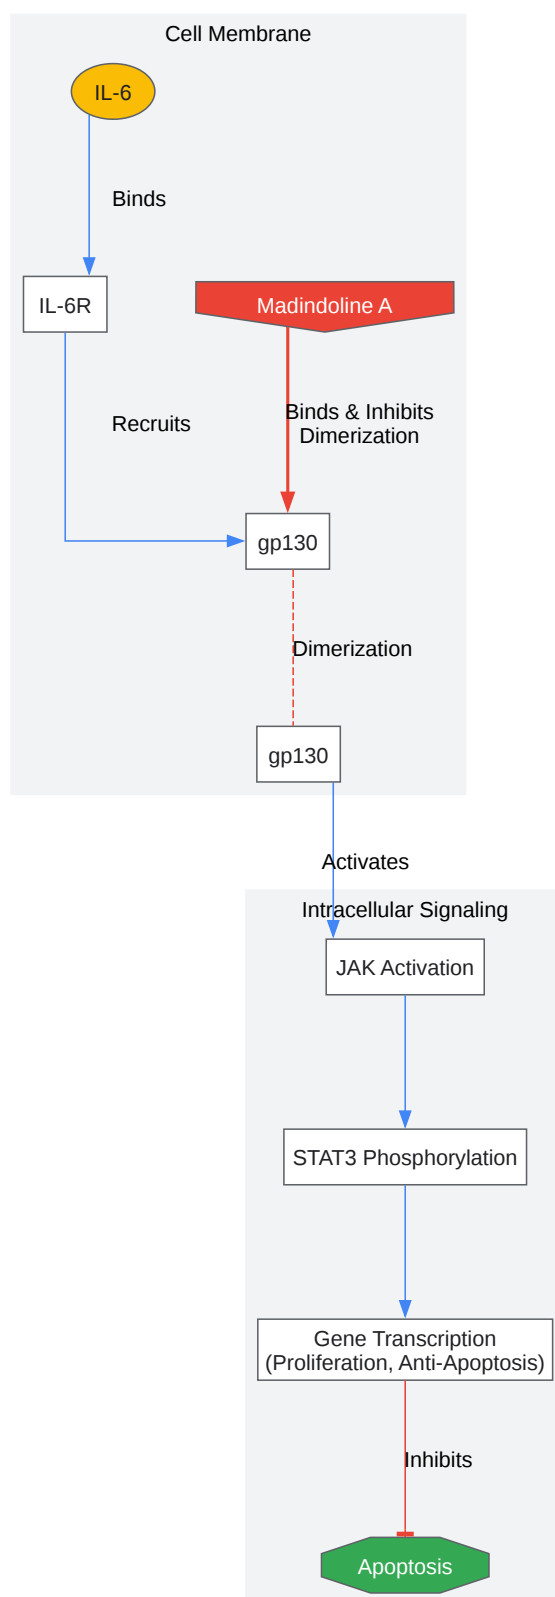 Cell Membrane
IL-6
Binds
IL-6R
Madindoline A
Recruits
Binds & Inhibits
Dimerization
gp130
Dimerization
gp130
Activates
Intracellular Signaling
JAK Activation
STAT3 Phosphorylation
Gene Transcription
(Proliferation, Anti-Apoptosis)
Inhibits
Apoptosis